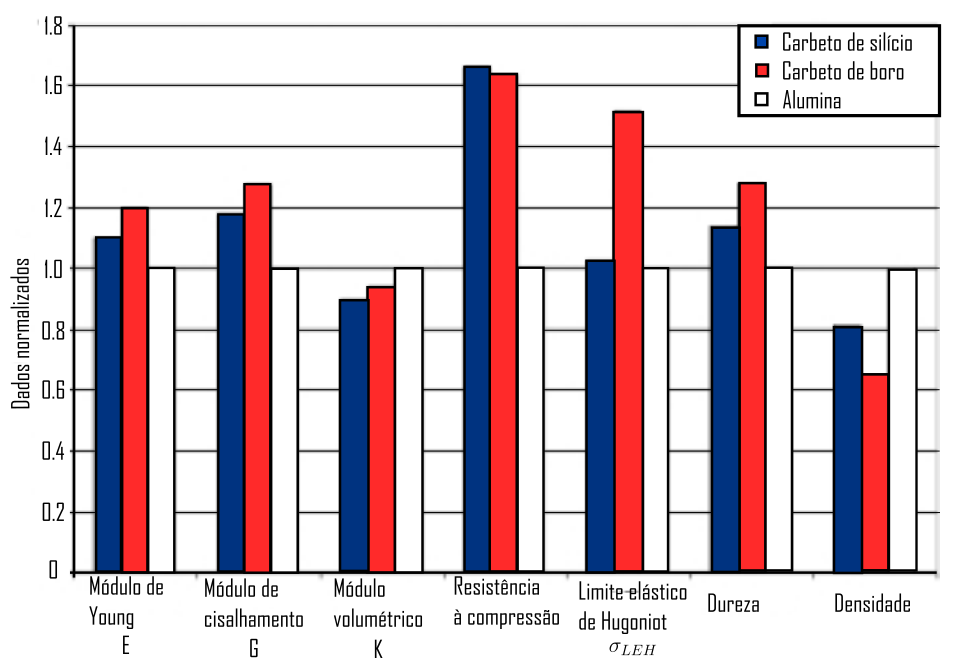 1.8
1.6
1.4
1.2
1.0
0.8
0.6
0.4
0.2
0
Dados normalizados
Carbeto de silício
Carbeto de boro
Alumina
Módulo de
Young
E
Módulo de
cisalhamento
G
Módulo
volumétrico
K
Resistência
à compressão
Limite elástico
de Hugoniot
σLEH
Dureza
Densidade